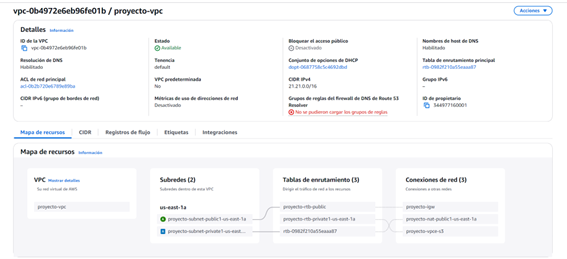 vpc-0b4972e6eb96fe01b / proyecto-vpc
Acciones
Detalles Información
ID de la VPC
vpc-0b4972e6eb96fe01b
Estado
Available
Bloquear el acceso público
Desactivado
Nombres de host de DNS
Habilitado
Resolución de DNS
Habilitado
Tenencia
default
Conjunto de opciones de DHCP
dopt-0687758c5c4692dbd
Tabla de enrutamiento principal
rtb-0982f210a55eaaa87
ACL de red principal
acl-0b2b720e6789e89ba
VPC predeterminada
No
CIDR IPv4
21.21.0.0/16
Grupo IPv6
–
CIDR IPv6 (grupo de bordes de red)
–
Métricas de uso de direcciones de red
Desactivado
Grupos de reglas del firewall de DNS de Route 53 Resolver
No se pudieron cargar los grupos de reglas
ID de propietario
544977160001
Mapa de recursos
CIDR
Registros de flujo
Etiquetas
Integraciones
Mapa de recursos Información
VPC Mostrar detalles
Su red virtual de AWS
proyecto-vpc
Subredes (2)
Subredes dentro de esta VPC
us-east-1a
proyecto-subnet-public1-us-east-1a
proyecto-subnet-private1-us-east...
Tablas de enrutamiento (3)
Dirigir el tráfico de red a los recursos
proyecto-rtb-public
proyecto-rtb-private1-us-east-1a
rtb-0982f210a55eaaa87
Conexiones de red (3)
Conexiones a otras redes
proyecto-igw
proyecto-nat-public1-us-east-1a
proyecto-vpce-s3